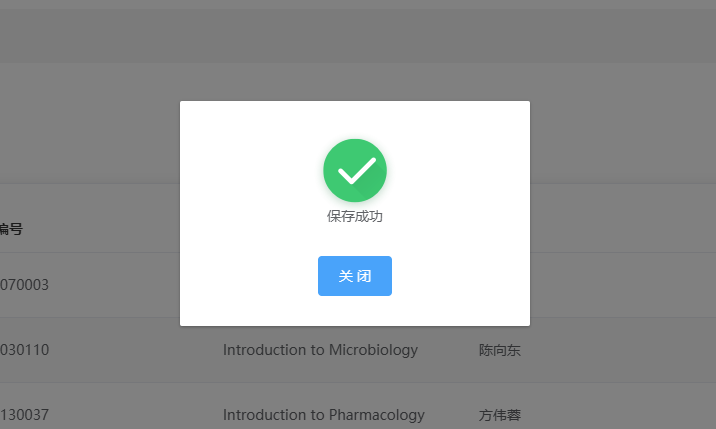 保存成功
关闭
编号
070003
030110 Introduction to Microbiology 陈向东
130037 Introduction to Pharmacology 方伟蓉